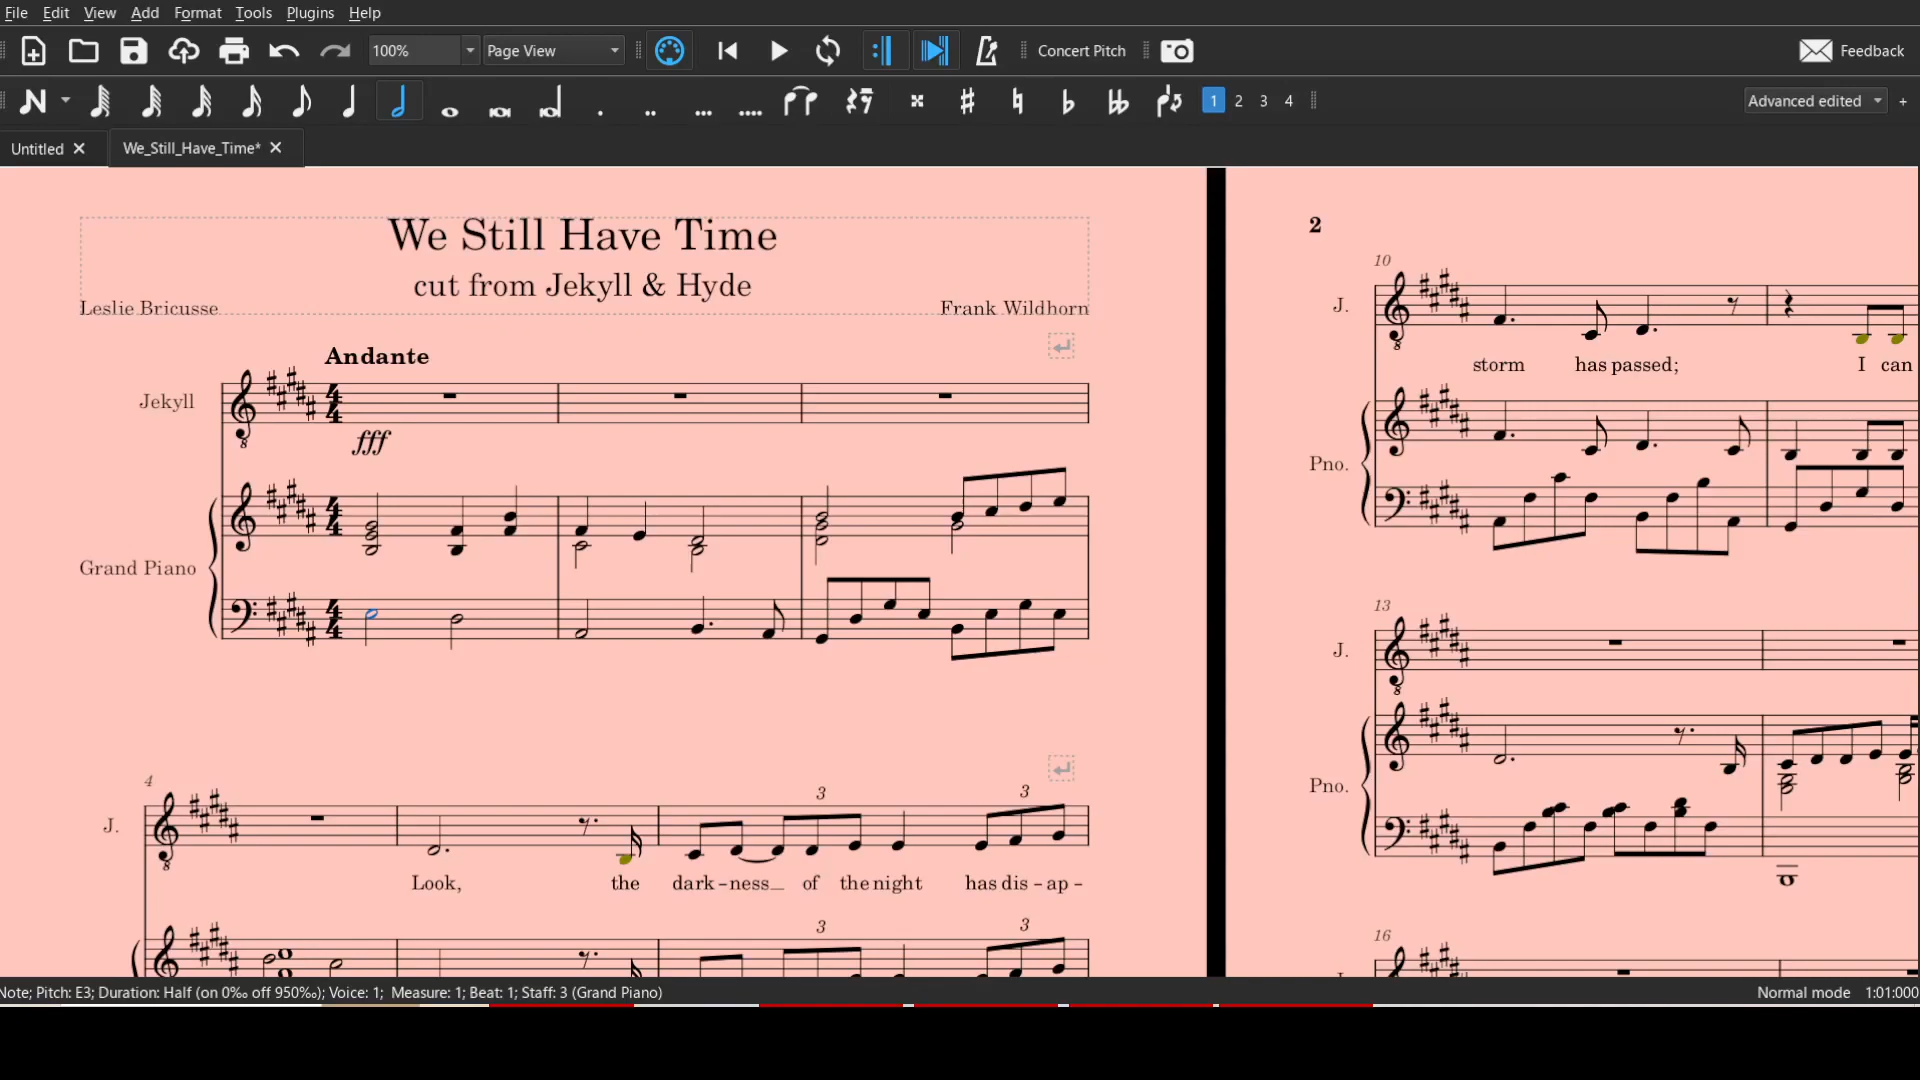 File Edit View Add Format Tools Plugins Help
100% Page View Concert Pitch Feedback
1 2 3 4 Advanced edited +
Untitled We_Still_Have_Time*
We Still Have Time
cut from Jekyll & Hyde
Leslie Bricusse Frank Wildhorn
Andante
Jekyll
fff
Grand Piano
4
3 3
J.
Look, the dark-ness_ of the night has dis-ap-
3 3
2
10
J.
storm has passed; I can
Pno.
13
J.
Pno.
16
Note; Pitch: E3; Duration: Half (on 0‰ off 950‰); Voice: 1; Measure: 1; Beat: 1; Staff: 3 (Grand Piano) Normal mode 1:01:000